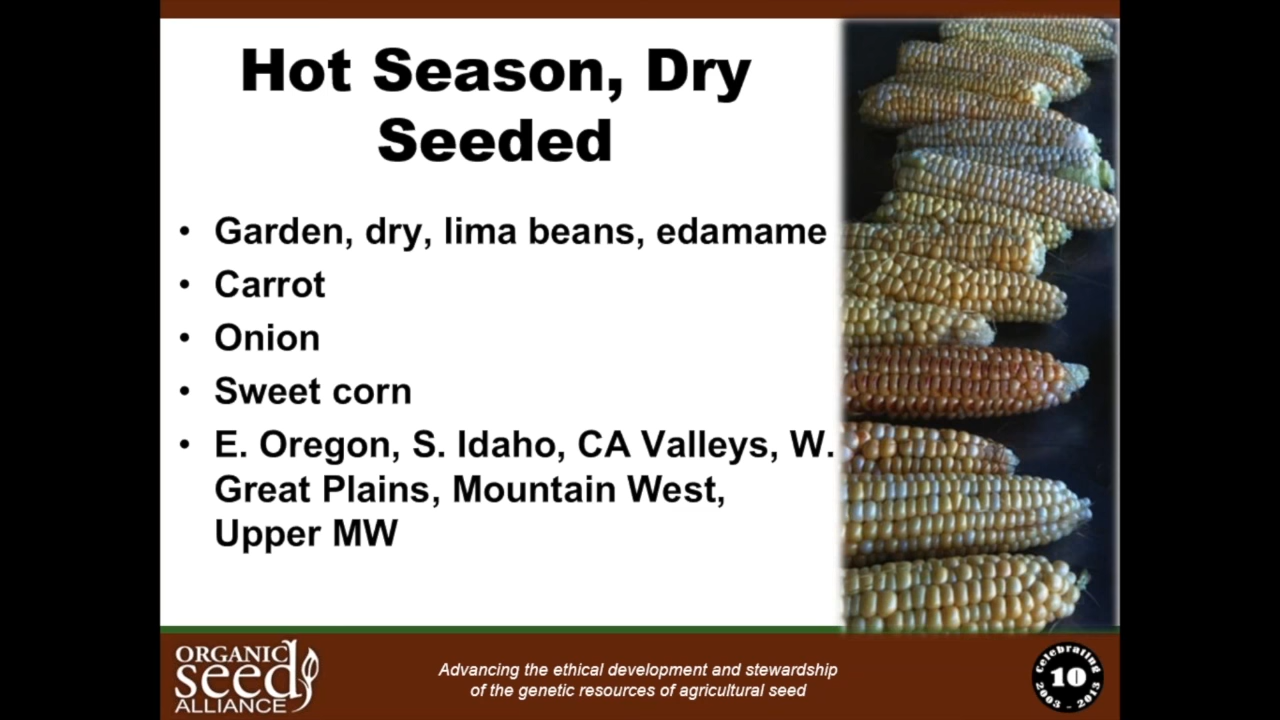 Hot Season, Dry
Seeded
• Garden, dry, lima beans, edamame
• Carrot
• Onion
• Sweet corn
• E. Oregon, S. Idaho, CA Valleys, W.
Great Plains, Mountain West,
Upper MW
ORGANIC
seed
ALLIANCE
Advancing the ethical development and stewardship
of the genetic resources of agricultural seed
Celebrating
10
2003 - 2013